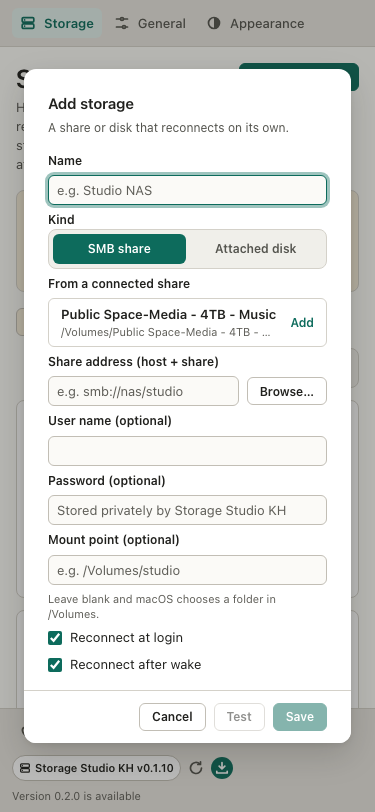 Storage
General
Appearance
Add storage
A share or disk that reconnects on its own.
Name
e.g. Studio NAS
Kind
SMB share
Attached disk
From a connected share
Public Space-Media - 4TB - Music
/Volumes/Public Space-Media - 4TB - ...
Add
Share address (host + share)
e.g. smb://nas/studio
Browse...
User name (optional)
Password (optional)
Stored privately by Storage Studio KH
Mount point (optional)
e.g. /Volumes/studio
Leave blank and macOS chooses a folder in
/Volumes.
Reconnect at login
Reconnect after wake
Cancel
Test
Save
Storage Studio KH v0.1.10
Version 0.2.0 is available